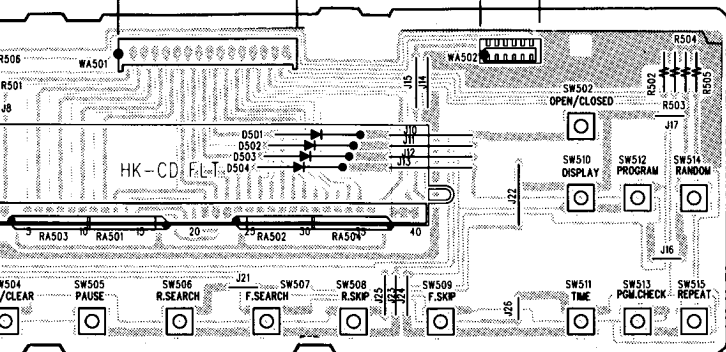 R504
R506
WA501
WA502
J15
J14
R502
R505
SW502
OPEN/CLOSED
R501
J8
R503
J17
D501
D502
D503
D504
J10
J11
J12
J13
HK-CD F.L.T.
SW510
DISPLAY
SW512
PROGRAM
SW514
RANDOM
J22
5
10
15
20
25
30
35
40
RA503
RA501
RA502
RA504
J16
J21
J25
J23
J24
J26
SW504
/CLEAR
SW505
PAUSE
SW506
R.SEARCH
SW507
F.SEARCH
SW508
R.SKIP
SW509
F.SKIP
SW511
TIME
SW513
PGM.CHECK
SW515
REPEAT